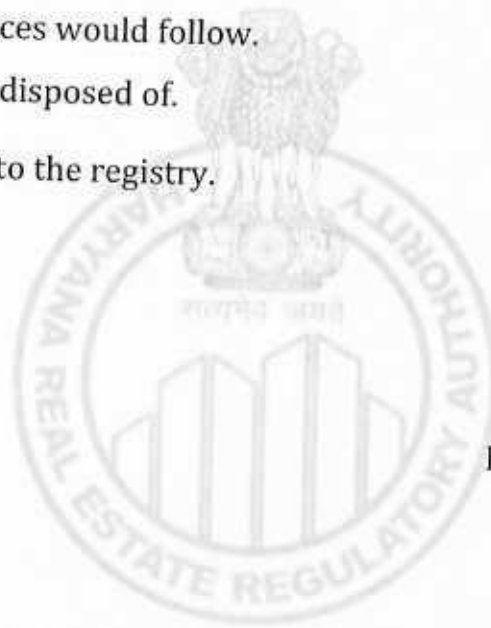 ces would follow.
disposed of.
to the registry.
सत्यमेव जयते
HARYANA REAL ESTATE REGULATORY AUTHORITY